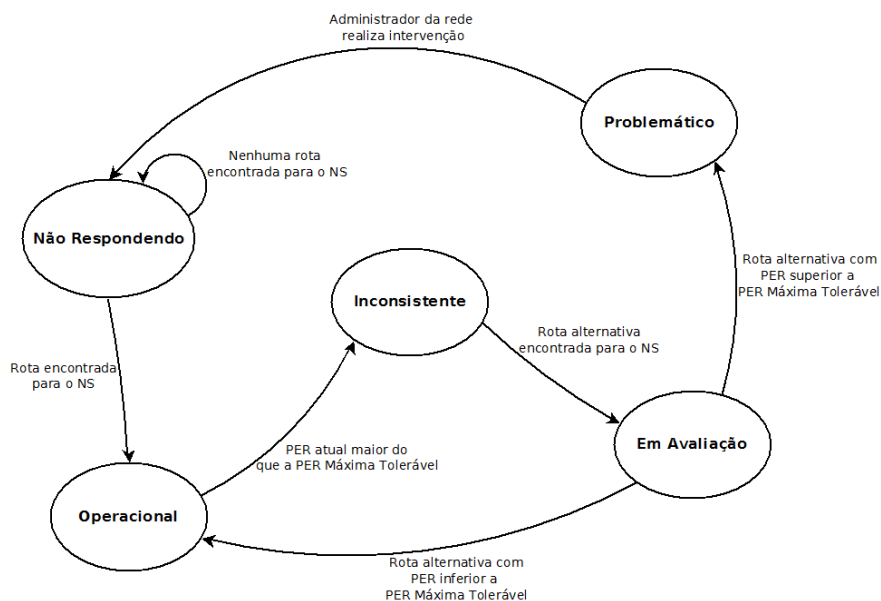 Administrador da rede
realiza intervenção
Problemático
Nenhuma rota
encontrada para o NS
Não Respondendo
Rota alternativa com
PER superior a
PER Máxima Tolerável
Inconsistente
Rota alternativa
encontrada para o NS
Rota encontrada
para o NS
PER atual maior do
que a PER Máxima Tolerável
Em Avaliação
Operacional
Rota alternativa com
PER inferior a
PER Máxima Tolerável